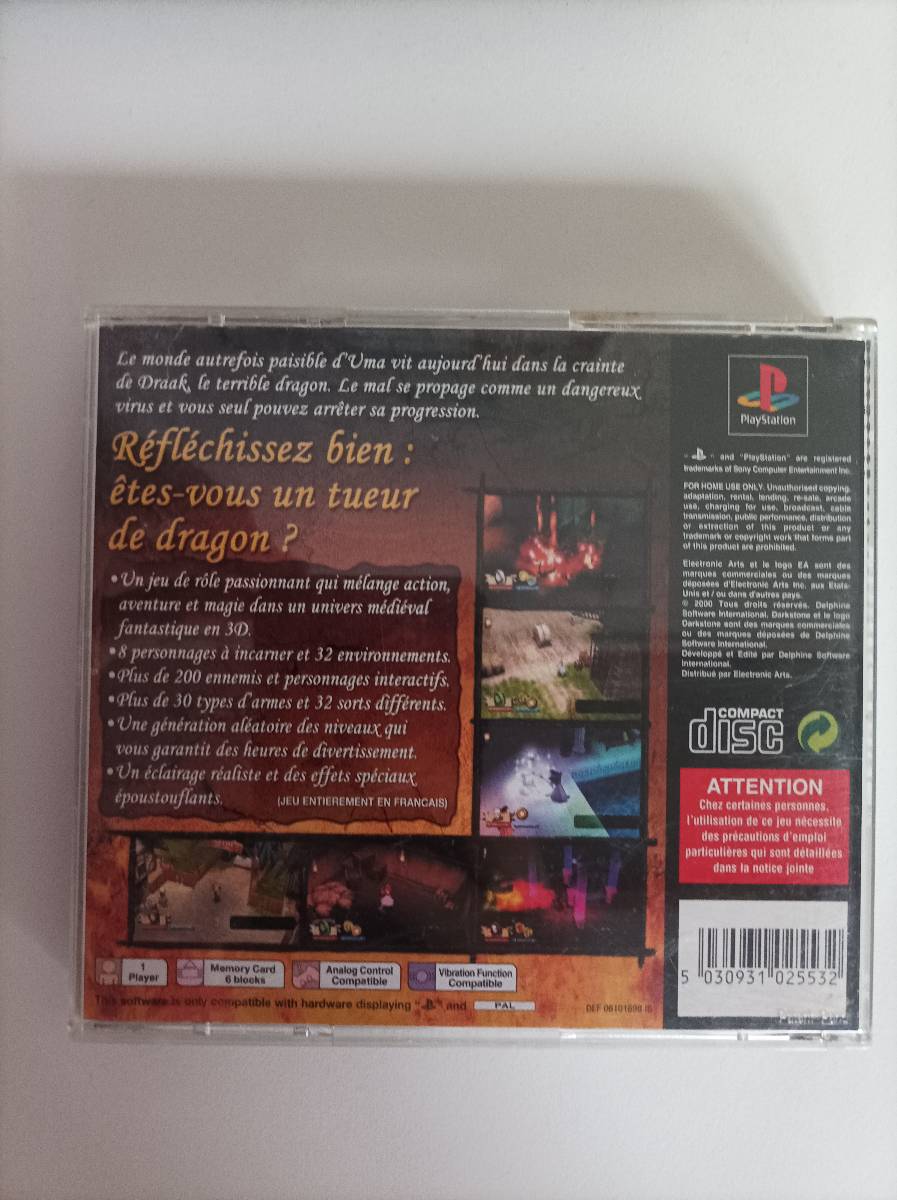 Le monde autrefois paisible d'Uma vit aujourd'hui dans la crainte
de Draak, le terrible dragon. Le mal se propage comme un dangereux
virus et vous seul pouvez arrêter sa progression.
Réfléchissez bien :
êtes-vous un tueur
de dragon ?
•Un jeu de rôle passionnant qui mélange action,
aventure et magie dans un univers médiéval
fantastique en 3D.
•8 personnages à incarner et 32 environnements.
•Plus de 200 ennemis et personnages interactifs.
•Plus de 30 types d'armes et 32 sorts différents.
•Une génération aléatoire des niveaux qui
vous garantit des heures de divertissement.
•Un éclairage réaliste et des effets spéciaux
époustouflants.
(JEU ENTIEREMENT EN FRANCAIS)
1
Player
Memory Card
6 blocks
Analog Control
Compatible
Vibration Function
Compatible
This software is only compatible with hardware displaying " " and PAL
PlayStation
" " and "PlayStation" are registered
trademarks of Sony Computer Entertainment Inc.
FOR HOME USE ONLY. Unauthorised copying,
adaptation, rental, lending, re-sale, arcade
use, charging for use, broadcast, cable
transmission, public performance, distribution
or extraction of this product or any
trademark or copyright work that forms part
of this product are prohibited.
Electronic Arts et le logo EA sont des
marques commerciales ou des marques
déposées d'Electronic Arts Inc. aux Etats-
Unis et / ou dans d'autres pays.
© 2000 Tous droits réservés. Delphine
Software International. Darkstone et le logo
Darkstone sont des marques commerciales
ou des marques déposées de Delphine
Software International.
Développé et Edité par Delphine Software
International.
Distribué par Electronic Arts.
COMPACT
disc
ATTENTION
Chez certaines personnes,
l'utilisation de ce jeu nécessite
des précautions d'emploi
particulières qui sont détaillées
dans la notice jointe
5 030931 025532